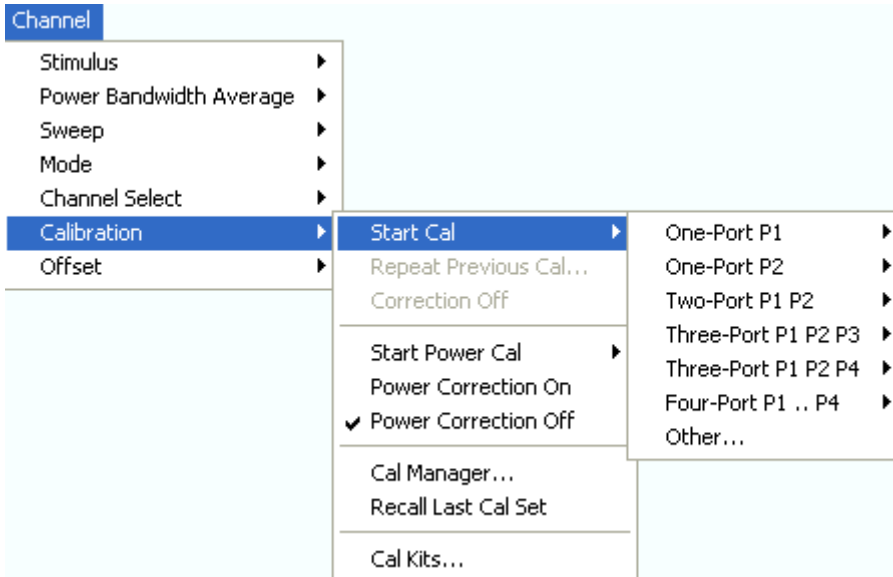 Channel
Stimulus
Power Bandwidth Average
Sweep
Mode
Channel Select
Calibration
Offset
Start Cal
Repeat Previous Cal...
Correction Off
Start Power Cal
Power Correction On
Power Correction Off
Cal Manager...
Recall Last Cal Set
Cal Kits...
One-Port P1
One-Port P2
Two-Port P1 P2
Three-Port P1 P2 P3
Three-Port P1 P2 P4
Four-Port P1 .. P4
Other...